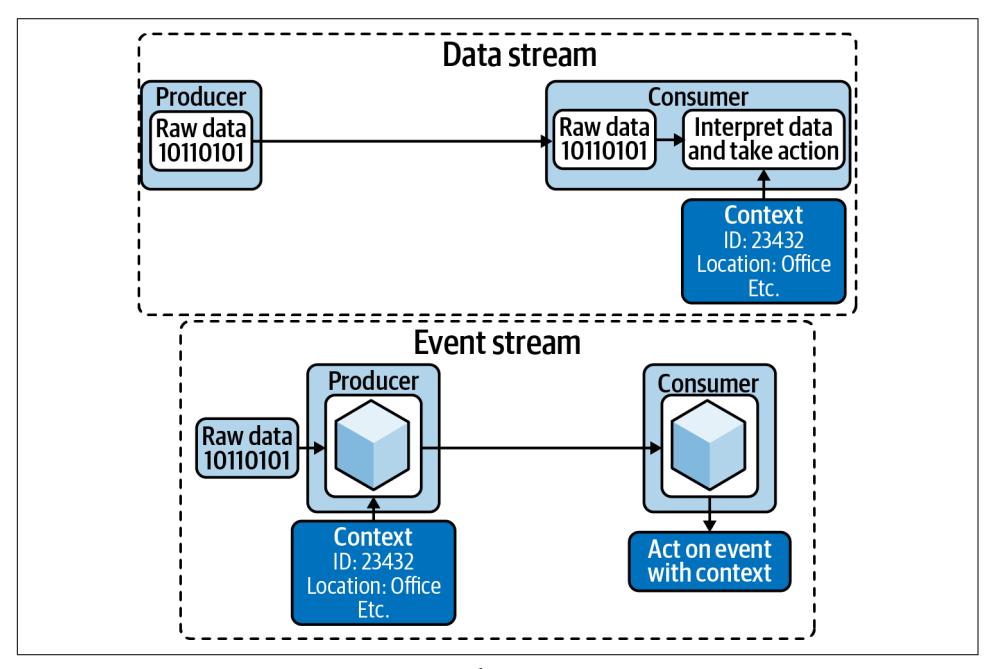 Data stream
Producer
Raw data
10110101
Consumer
Raw data
10110101
Interpret data
and take action
Context
ID: 23432
Location: Office
Etc.
Event stream
Producer
Raw data
10110101
Context
ID: 23432
Location: Office
Etc.
Consumer
Act on event
with context